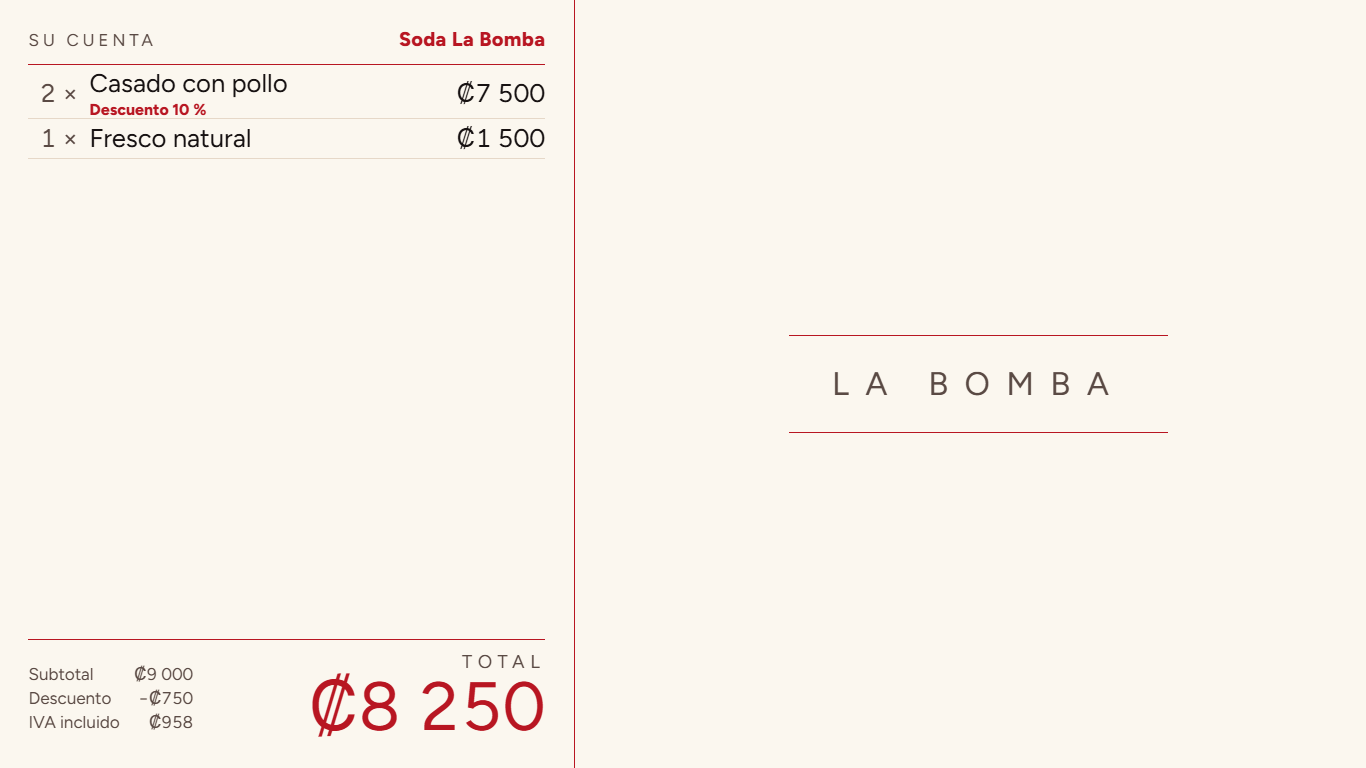 SU CUENTA Soda La Bomba
2 × Casado con pollo ₡7 500
Descuento 10 %
1 × Fresco natural ₡1 500
LA BOMBA
TOTAL
Subtotal ₡9 000
Descuento -₡750
IVA incluido ₡958
₡8 250